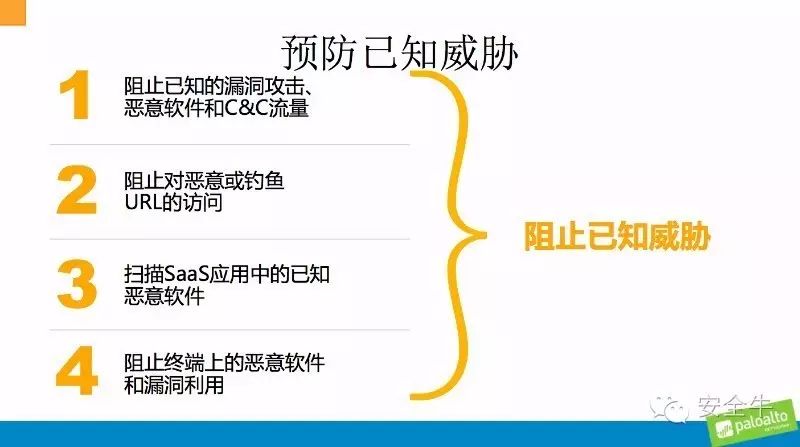 预防已知威胁
1
阻止已知的漏洞攻击、
恶意软件和C&C流量
2
阻止对恶意或钓鱼
URL的访问
3
扫描SaaS应用中的已知
恶意软件
4
阻止终端上的恶意软件
和漏洞利用
阻止已知威胁
安全牛
paloalto